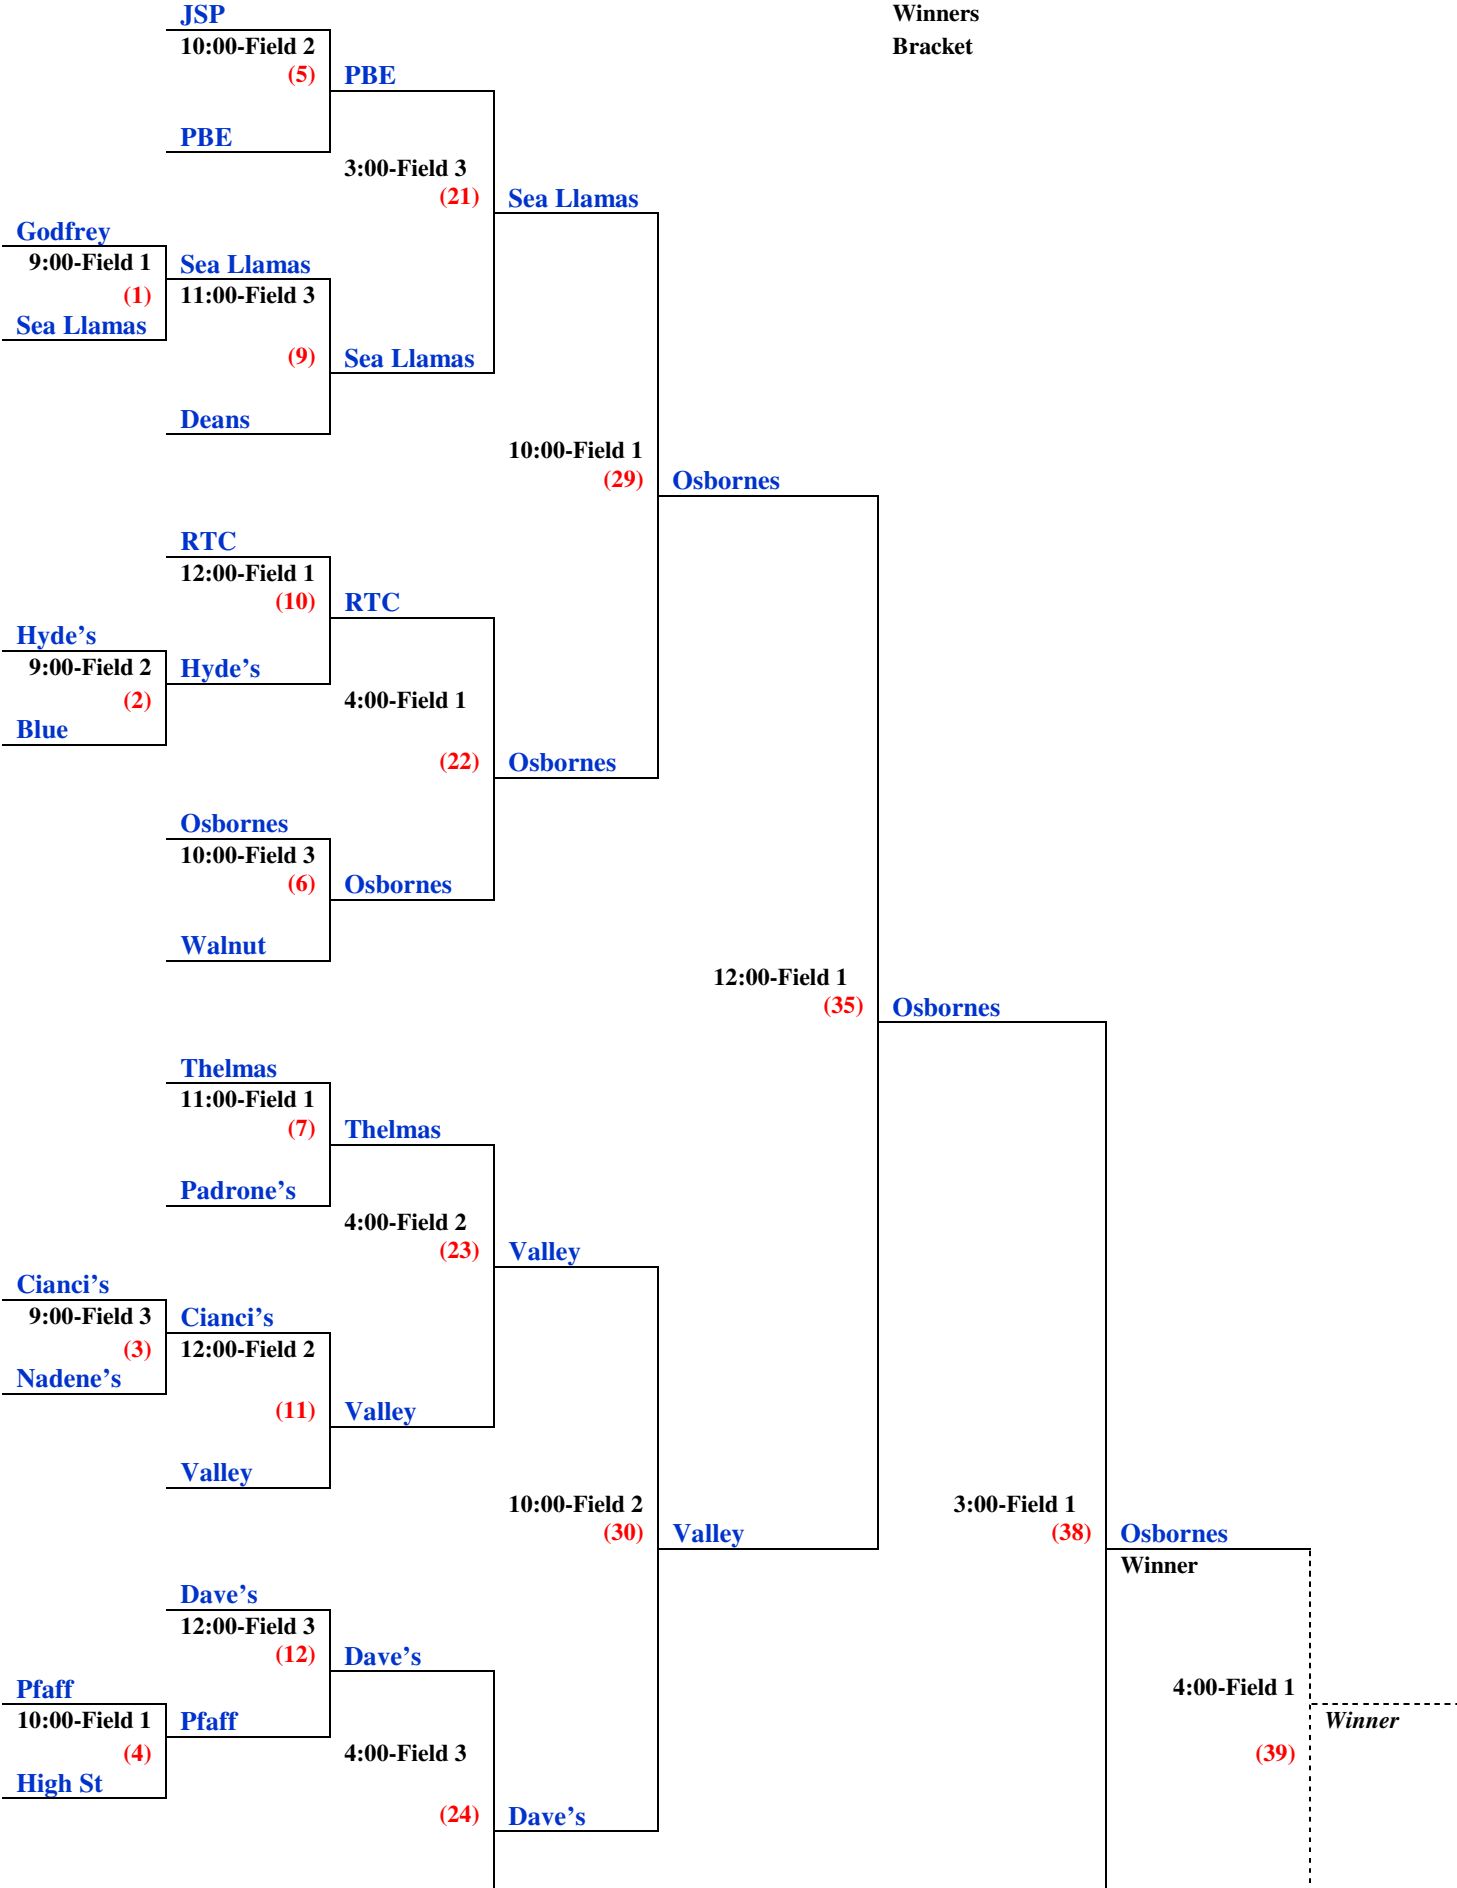 JSP
Winners
10:00-Field 2
Bracket
(5)
PBE
PBE
3:00-Field 3
(21)
Sea Llamas
Godfrey
9:00-Field 1
Sea Llamas
(1)
11:00-Field 3
Sea Llamas
(9)
Sea Llamas
Deans
10:00-Field 1
(29)
Osbornes
RTC
12:00-Field 1
(10)
RTC
Hyde’s
9:00-Field 2
Hyde’s
(2)
4:00-Field 1
Blue
(22)
Osbornes
Osbornes
10:00-Field 3
(6)
Osbornes
Walnut
12:00-Field 1
(35)
Osbornes
Thelmas
11:00-Field 1
(7)
Thelmas
Padrone’s
4:00-Field 2
(23)
Valley
Cianci’s
9:00-Field 3
Cianci’s
(3)
12:00-Field 2
Nadene’s
(11)
Valley
Valley
10:00-Field 2
3:00-Field 1
(30)
Valley
(38)
Osbornes
Winner
Dave’s
12:00-Field 3
(12)
Dave’s
Pfaff
4:00-Field 1
10:00-Field 1
Pfaff
Winner
(4)
4:00-Field 3
(39)
High St
(24)
Dave’s